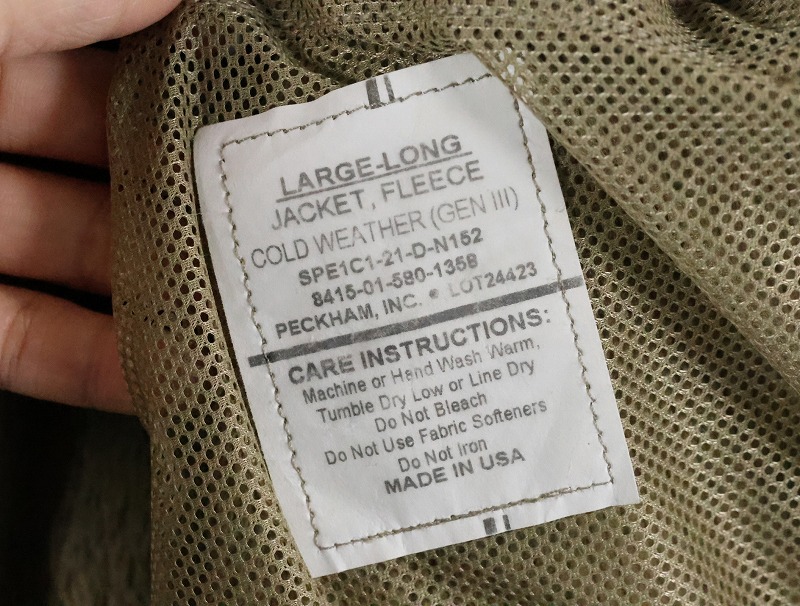 LARGE-LONG
JACKET, FLEECE
COLD WEATHER (GEN III)
SPE1C1-21-D-N152
8415-01-580-1358
PECKHAM, INC. • LOT24423
CARE INSTRUCTIONS:
Machine or Hand Wash Warm,
Tumble Dry Low or Line Dry
Do Not Bleach
Do Not Use Fabric Softeners
Do Not Iron
MADE IN USA